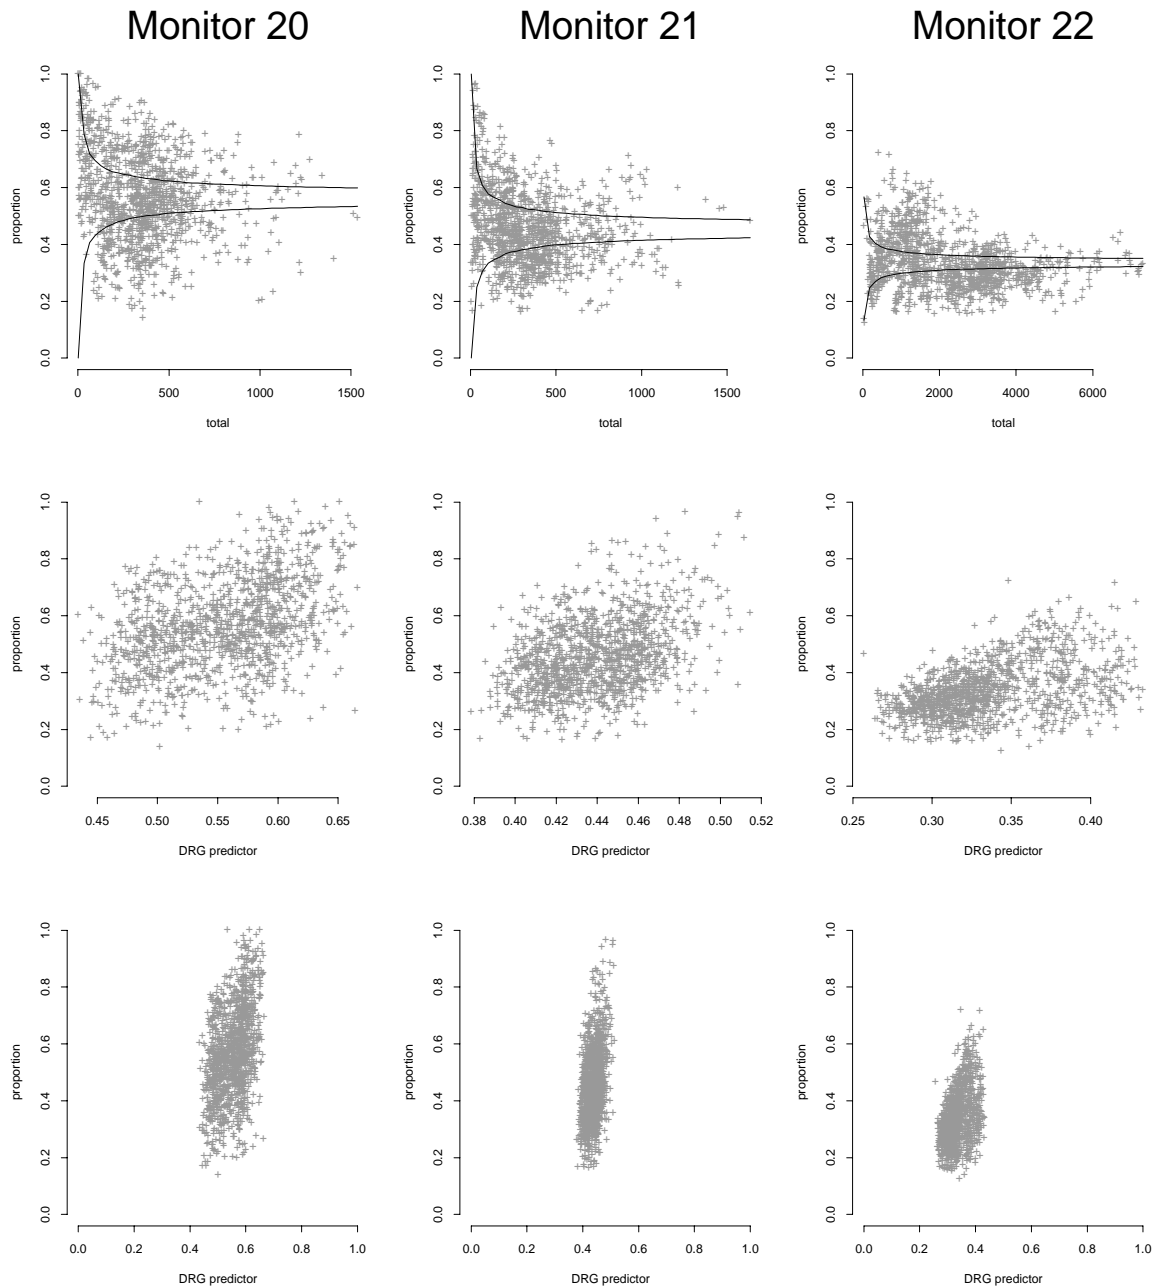 Monitor 20 Monitor 21 Monitor 22
proportion
0.0 0.2 0.4 0.6 0.8 1.0
0 500 1000 1500
total
proportion
0.0 0.2 0.4 0.6 0.8 1.0
0 500 1000 1500
total
proportion
0.0 0.2 0.4 0.6 0.8 1.0
0 2000 4000 6000
total
proportion
0.0 0.2 0.4 0.6 0.8 1.0
0.45 0.50 0.55 0.60 0.65
DRG predictor
proportion
0.0 0.2 0.4 0.6 0.8 1.0
0.38 0.40 0.42 0.44 0.46 0.48 0.50 0.52
DRG predictor
proportion
0.0 0.2 0.4 0.6 0.8 1.0
0.25 0.30 0.35 0.40
DRG predictor
proportion
0.0 0.2 0.4 0.6 0.8 1.0
0.0 0.2 0.4 0.6 0.8 1.0
DRG predictor
proportion
0.0 0.2 0.4 0.6 0.8 1.0
0.0 0.2 0.4 0.6 0.8 1.0
DRG predictor
proportion
0.0 0.2 0.4 0.6 0.8 1.0
0.0 0.2 0.4 0.6 0.8 1.0
DRG predictor